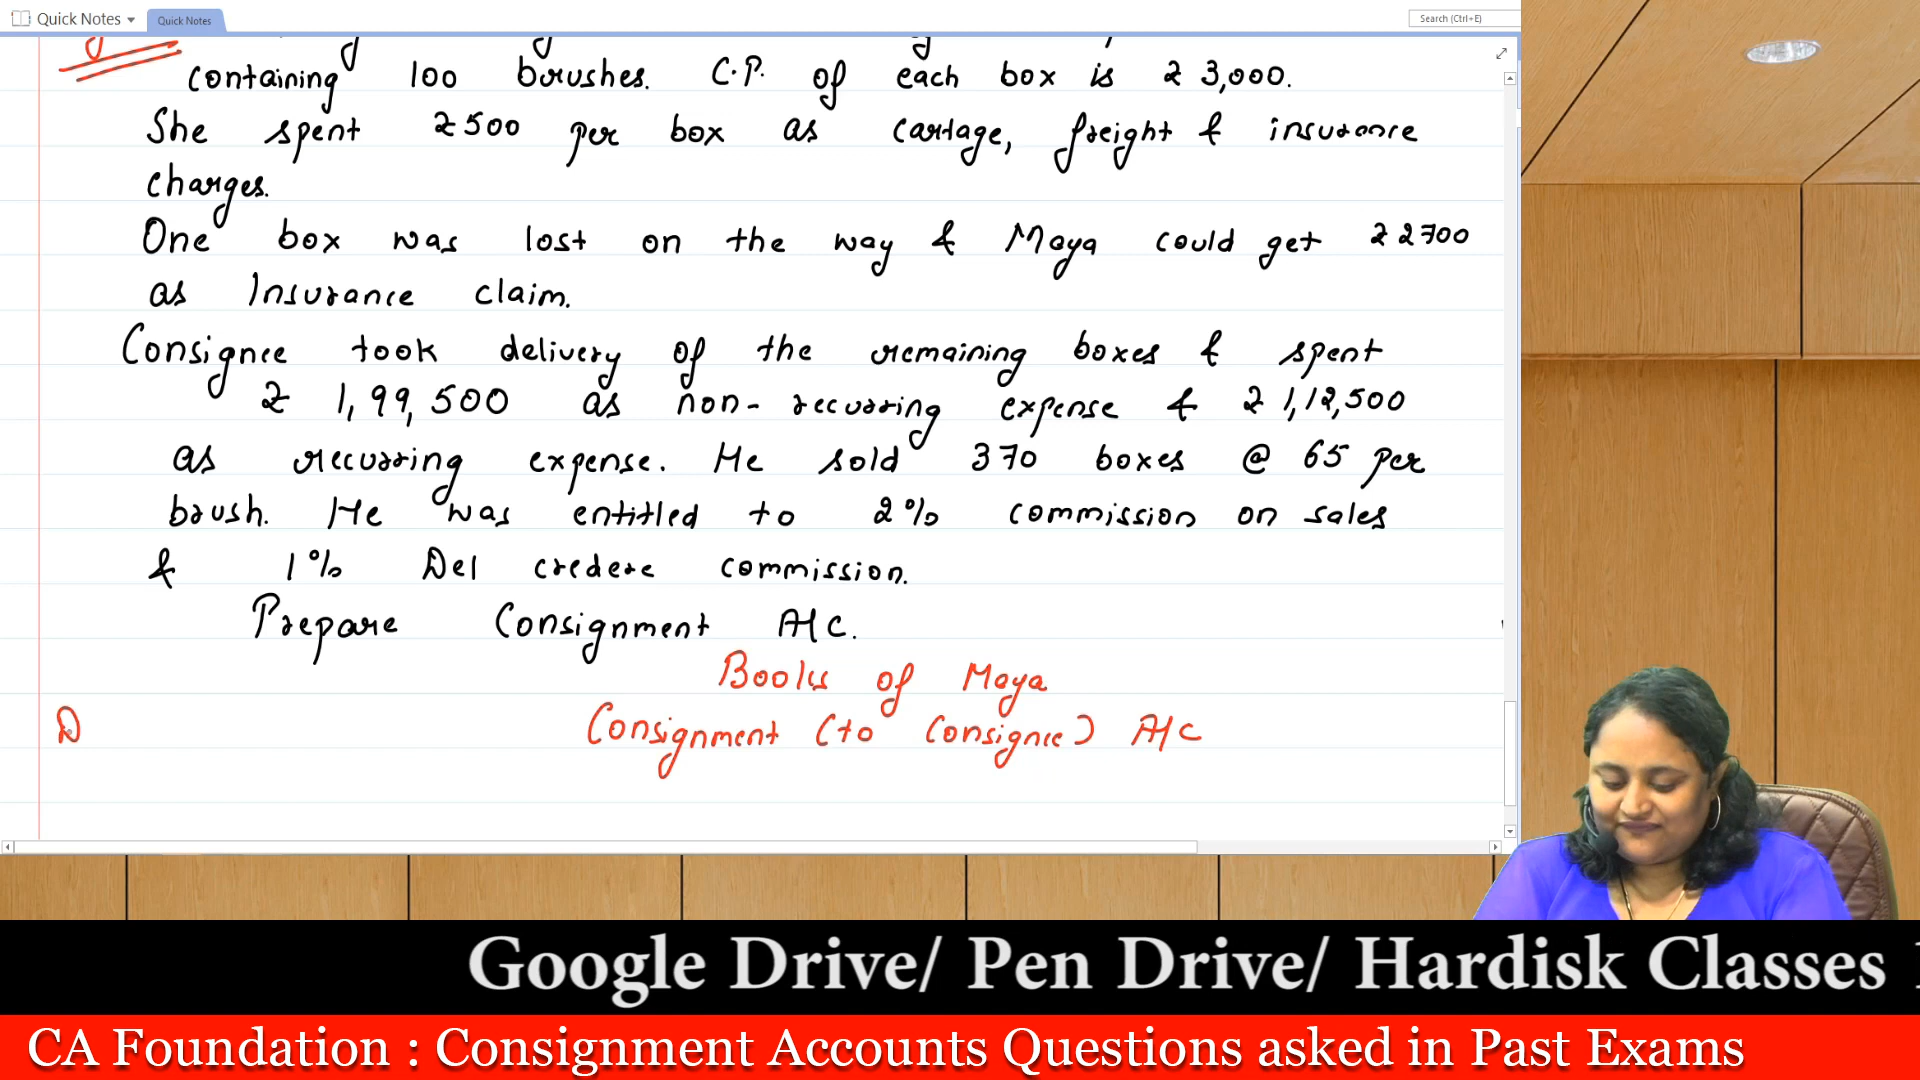 Quick Notes
Quick Notes
Search (Ctrl+E)
containing 100 brushes. C.P. of each box is ₹ 3,000.
She spent ₹500 per box as cartage, freight & insurance
charges.
One box was lost on the way & Maya could get ₹2700
as Insurance claim.
Consignee took delivery of the remaining boxes & spent
₹ 1,99,500 as non-recurring expense & ₹1,12,500
as recurring expense. He sold 370 boxes @ 65 per
brush. He was entitled to 2% commission on sales
& 1% Del credere commission.
Prepare Consignment A/c.
Books of Maya
D Consignment (to Consignee) A/c
Google Drive/ Pen Drive/ Hardisk Classes
CA Foundation : Consignment Accounts Questions asked in Past Exams